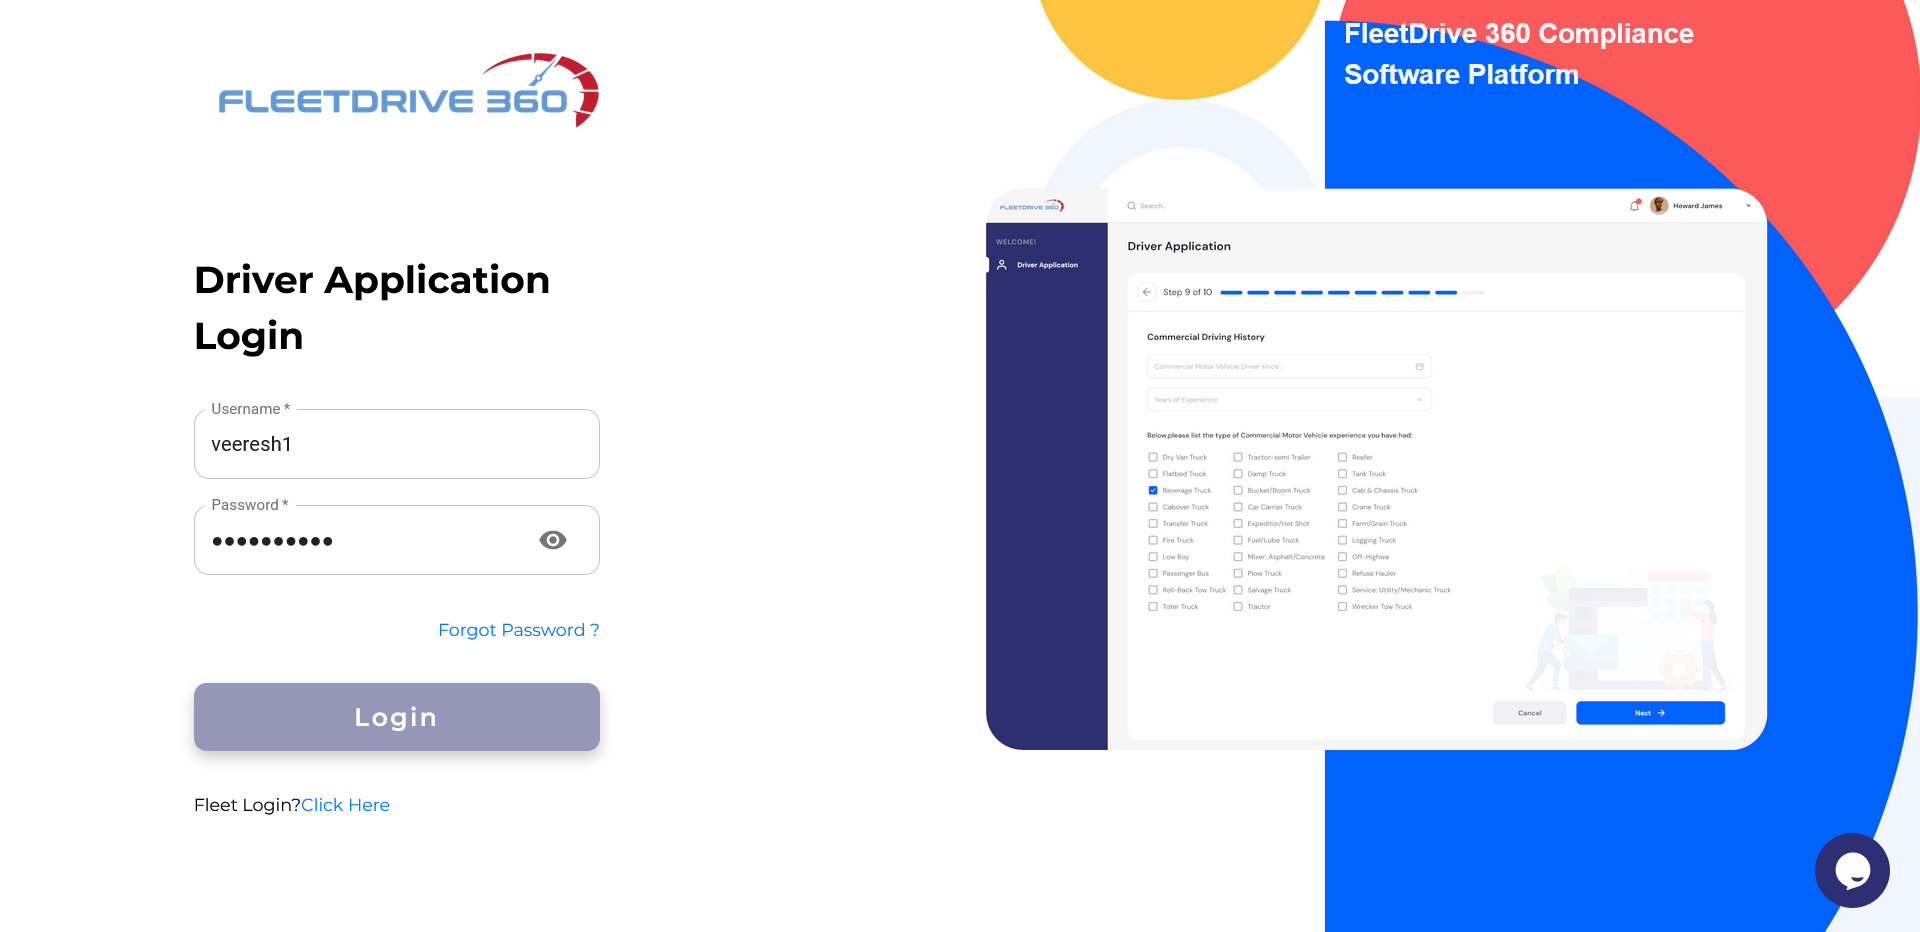 FLEETDRIVE 360
Driver Application
Login
Username *
veeresh1
Password *
••••••••••
Forgot Password ?
Login
Fleet Login?Click Here
FleetDrive 360 Compliance
Software Platform
FLEETDRIVE 360
Search..
Howard James
WELCOME!
Driver Application
Driver Application
Step 9 of 10
Commercial Driving History
Commercial Motor Vehicle Driver since :
Years of Experience
Below,please list the type of Commercial Motor Vehicle experience you have had:
Dry Van Truck Tractor-semi Trailer Reefer
Flatbed Truck Damp Truck Tank Truck
Beverage Truck Bucket/Boom Truck Cab & Chassis Truck
Cabover Truck Car Carrier Truck Crane Truck
Transfer Truck Expeditor/Hot Shot Farm/Grain Truck
Fire Truck Fuel/Lube Truck Logging Truck
Low Boy Mixer: Asphalt/Concrete Off-Highwa
Passenger Bus Plow Truck Refuse Hauler
Roll-Back Tow Truck Salvage Truck Service: Utility/Mechanic Truck
Toter Truck Tractor Wrecker Tow Truck
Cancel Next